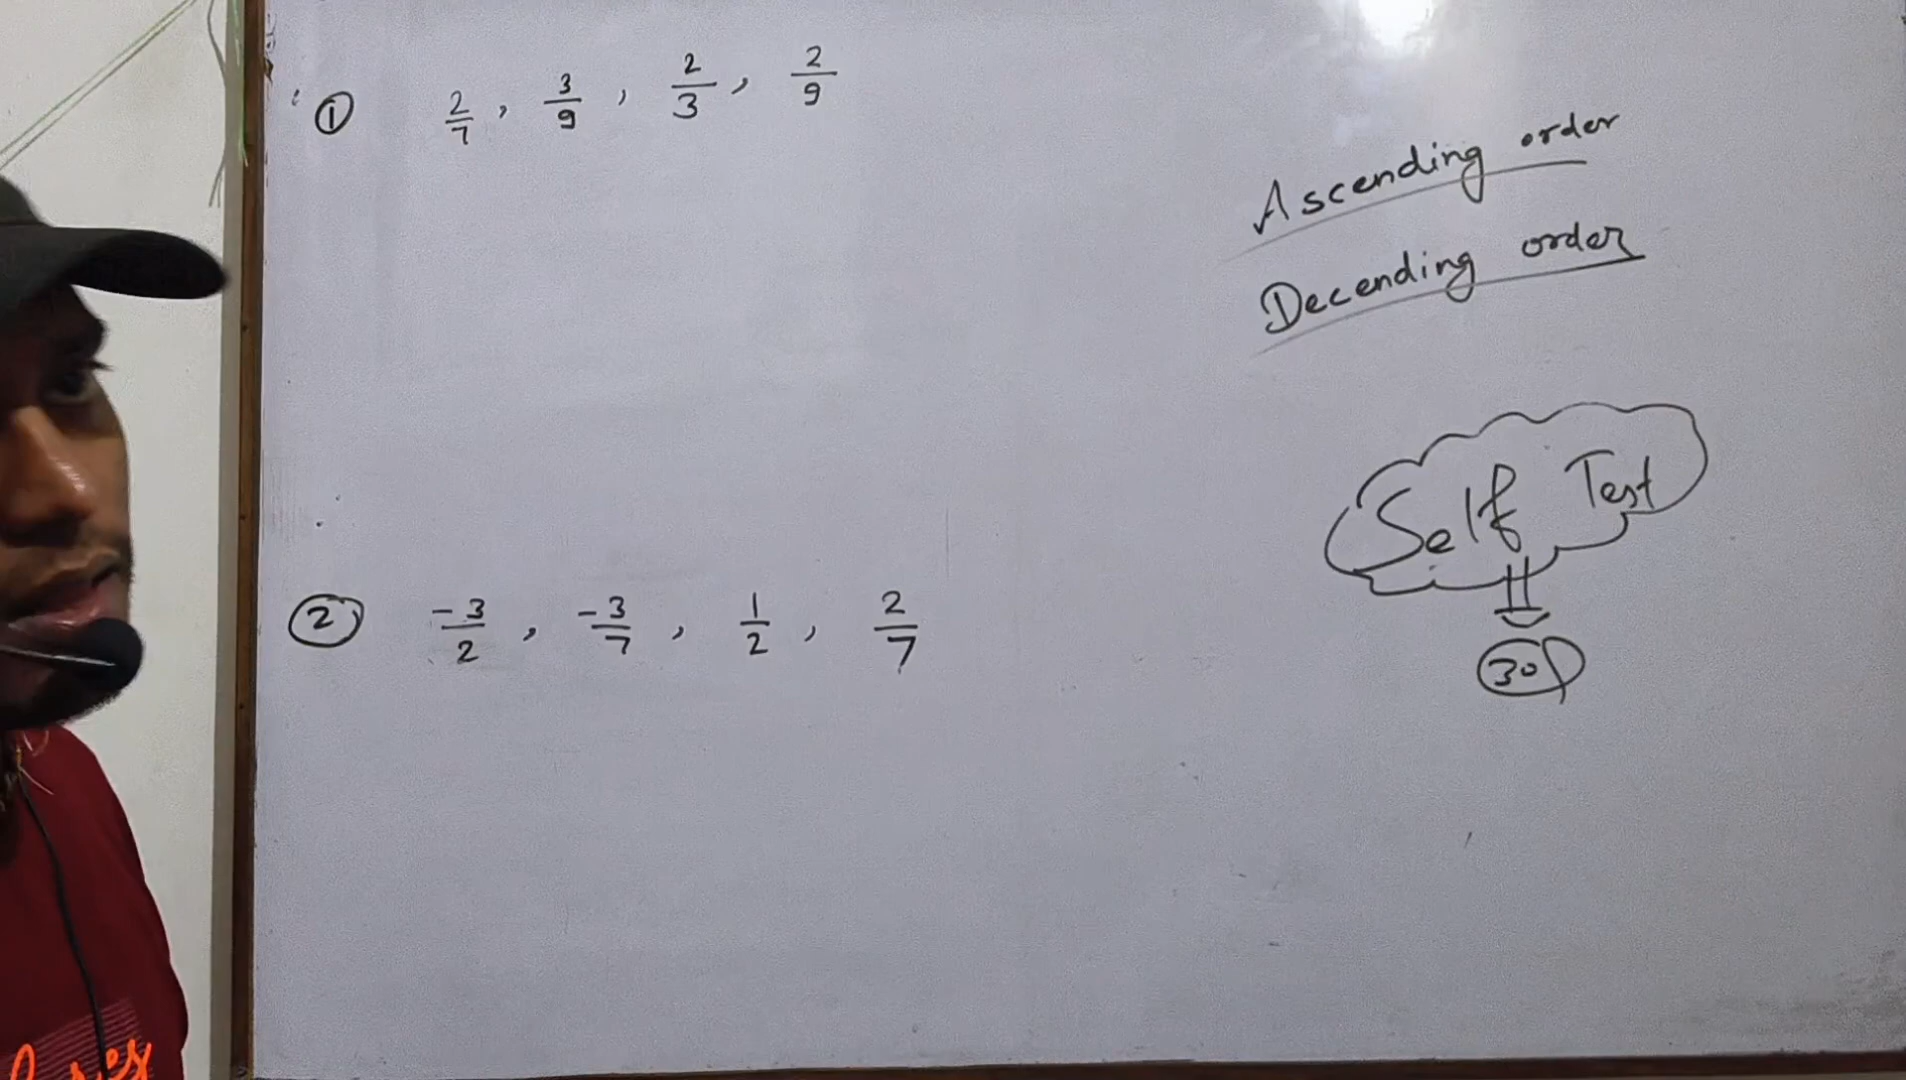 ① 2/7 , 3/9 , 2/3 , 2/9
Ascending order
Decending order
Self Test
30
② -3/2 , -3/7 , 1/2 , 2/7